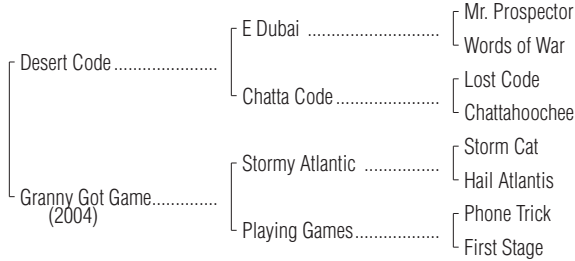 Mr. Prospector
E Dubai ............................
Words of War
Desert Code ......................
Lost Code
Chatta Code......................
Chattahoochee
Storm Cat
Stormy Atlantic ................
Hail Atlantis
Granny Got Game..............
(2004)
Phone Trick
Playing Games..................
First Stage